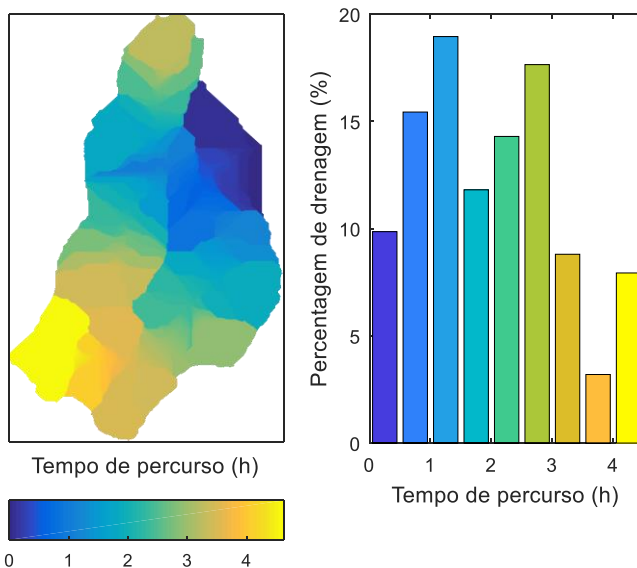 Tempo de percurso (h)
0 1 2 3 4
Percentagem de drenagem (%)
20
15
10
5
0
0 1 2 3 4
Tempo de percurso (h)